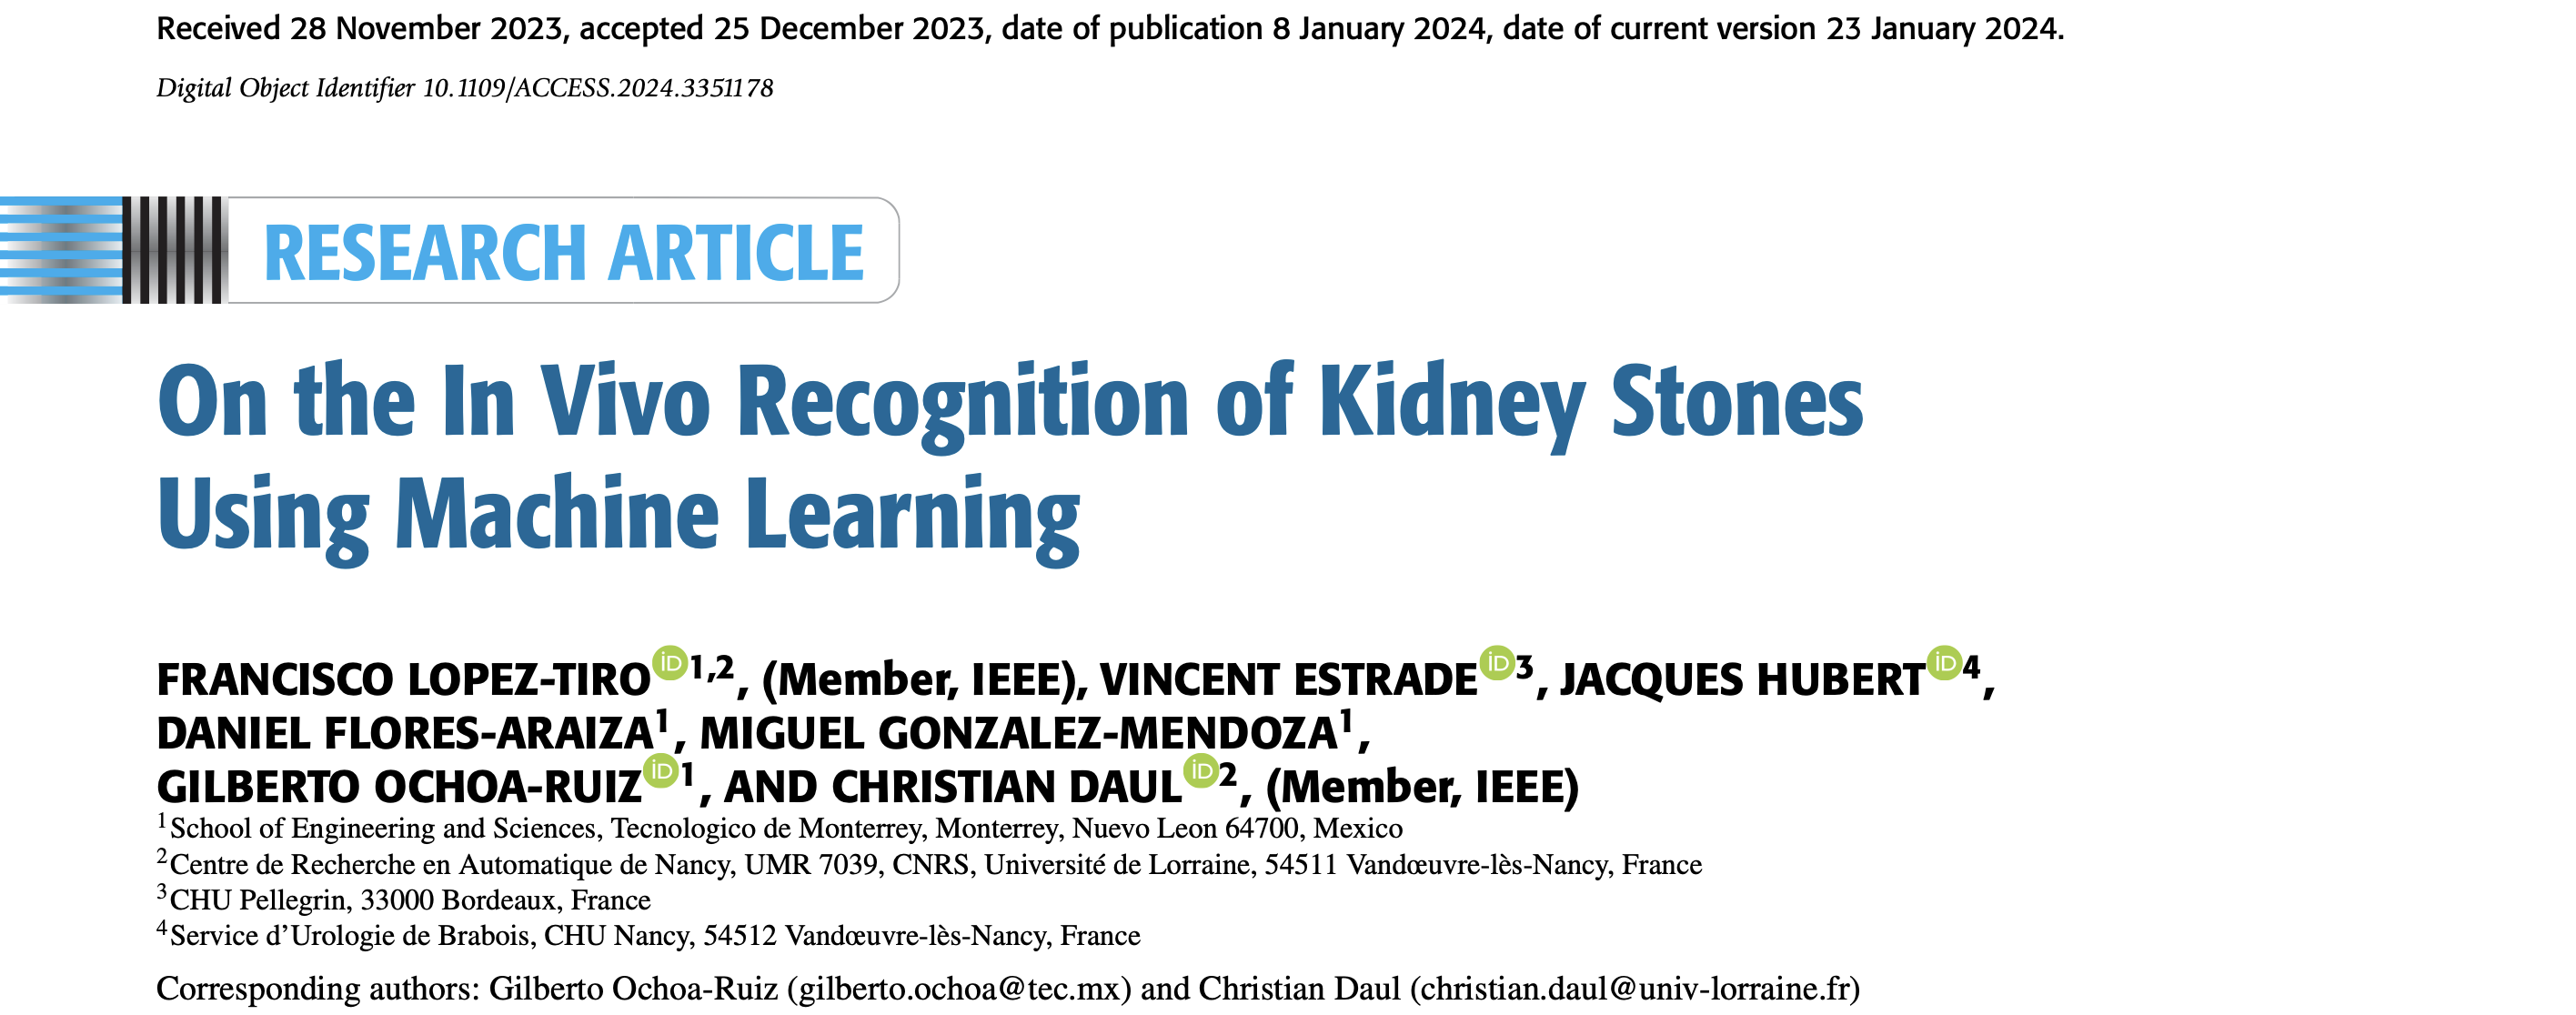 Received 28 November 2023, accepted 25 December 2023, date of publication 8 January 2024, date of current version 23 January 2024.
Digital Object Identifier 10.1109/ACCESS.2024.3351178
RESEARCH ARTICLE
On the In Vivo Recognition of Kidney Stones
Using Machine Learning
FRANCISCO LOPEZ-TIRO iD 1,2, (Member, IEEE), VINCENT ESTRADE iD 3, JACQUES HUBERT iD 4,
DANIEL FLORES-ARAIZA 1, MIGUEL GONZALEZ-MENDOZA 1,
GILBERTO OCHOA-RUIZ iD 1, AND CHRISTIAN DAUL iD 2, (Member, IEEE)
1 School of Engineering and Sciences, Tecnologico de Monterrey, Monterrey, Nuevo Leon 64700, Mexico
2 Centre de Recherche en Automatique de Nancy, UMR 7039, CNRS, Université de Lorraine, 54511 Vandœuvre-lès-Nancy, France
3 CHU Pellegrin, 33000 Bordeaux, France
4 Service d'Urologie de Brabois, CHU Nancy, 54512 Vandœuvre-lès-Nancy, France
Corresponding authors: Gilberto Ochoa-Ruiz (gilberto.ochoa@tec.mx) and Christian Daul (christian.daul@univ-lorraine.fr)